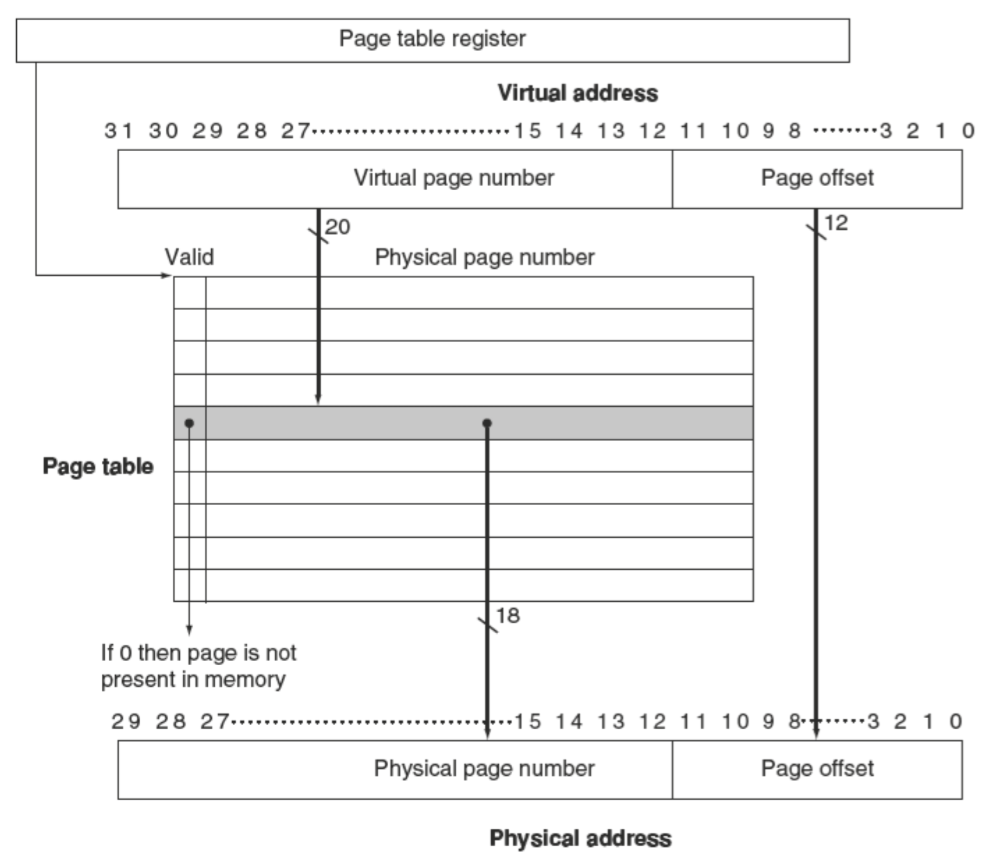 Page table register
Virtual address
31 30 29 28 27 ........................ 15 14 13 12 11 10 9 8 ........ 3 2 1 0
Virtual page number Page offset
20 12
Valid Physical page number
Page table
18
If 0 then page is not
present in memory
29 28 27 .................................. 15 14 13 12 11 10 9 8 ........ 3 2 1 0
Physical page number Page offset
Physical address